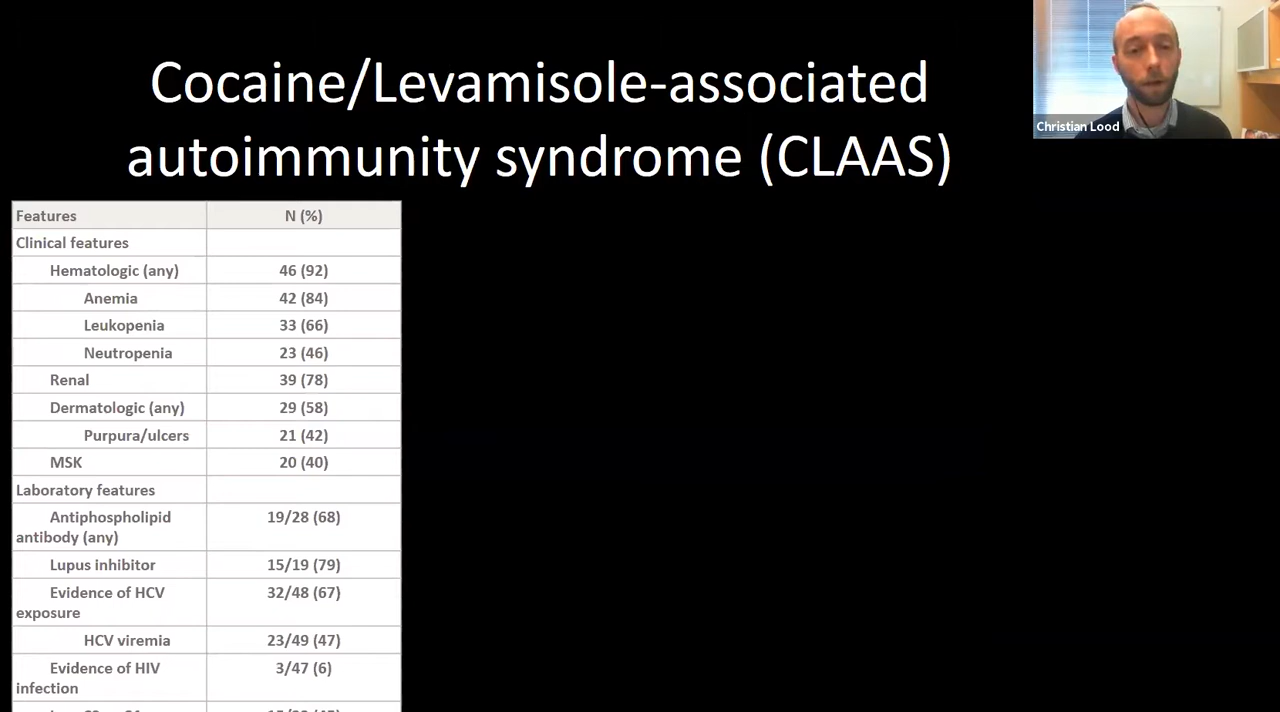 Cocaine/Levamisole-associated
autoimmunity syndrome (CLAAS)
Christian Lood
Features N (%)
Clinical features
Hematologic (any) 46 (92)
Anemia 42 (84)
Leukopenia 33 (66)
Neutropenia 23 (46)
Renal 39 (78)
Dermatologic (any) 29 (58)
Purpura/ulcers 21 (42)
MSK 20 (40)
Laboratory features
Antiphospholipid 19/28 (68)
antibody (any)
Lupus inhibitor 15/19 (79)
Evidence of HCV 32/48 (67)
exposure
HCV viremia 23/49 (47)
Evidence of HIV 3/47 (6)
infection